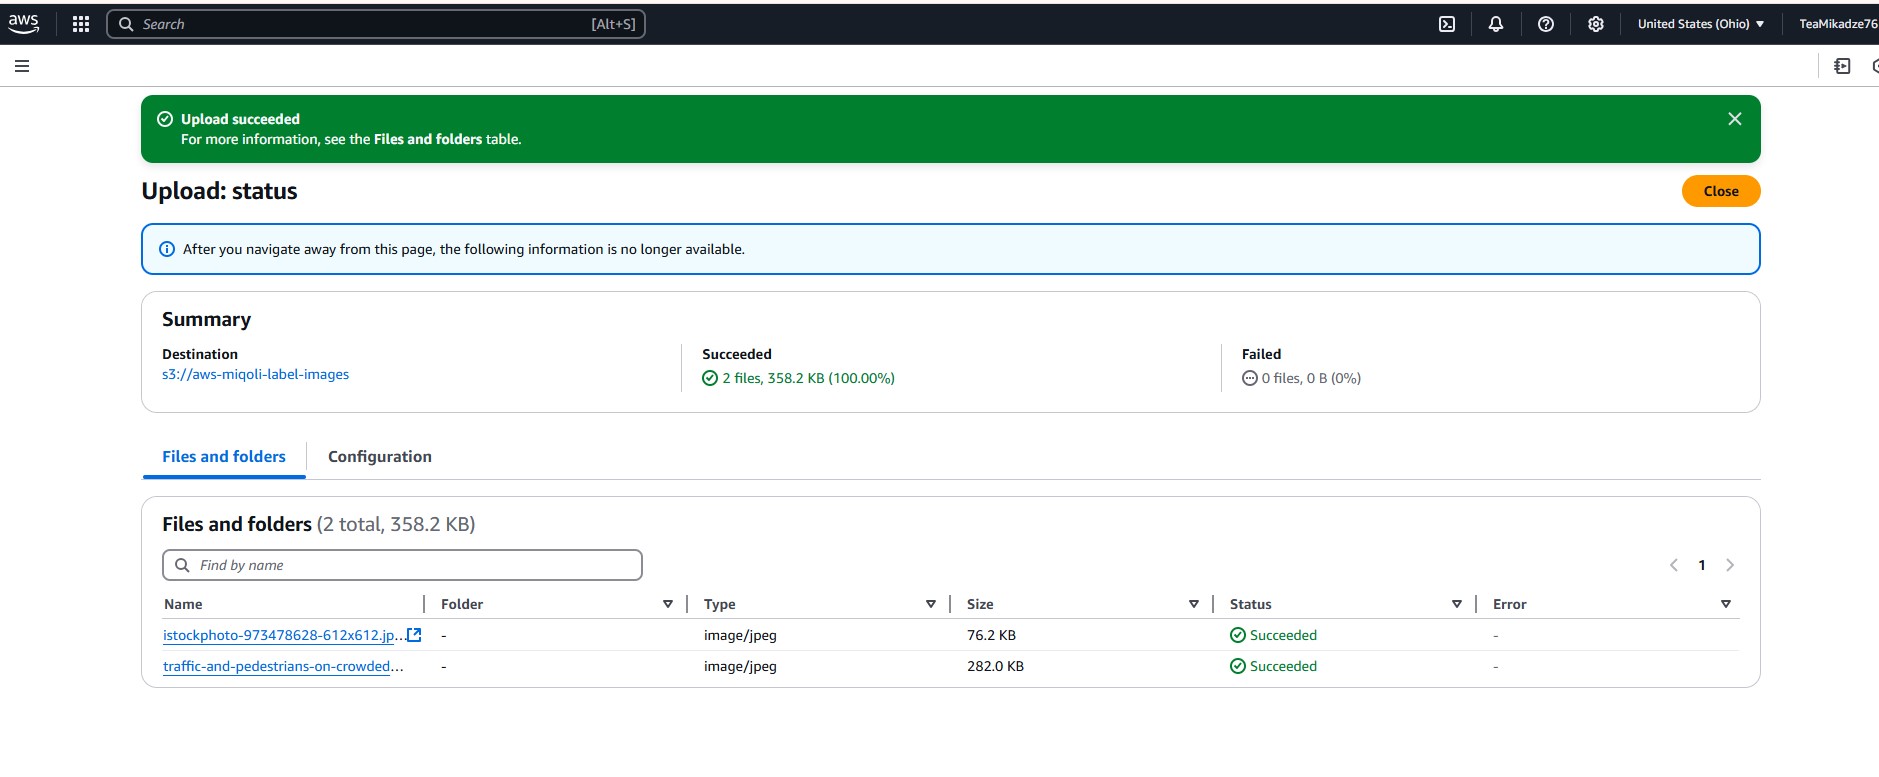 aws Search [Alt+S] United States (Ohio) TeaMikadze76
Upload succeeded
For more information, see the Files and folders table.
Upload: status Close
After you navigate away from this page, the following information is no longer available.
Summary
Destination Succeeded Failed
s3://aws-miqoli-label-images 2 files, 358.2 KB (100.00%) 0 files, 0 B (0%)
Files and folders Configuration
Files and folders (2 total, 358.2 KB)
Find by name 1
Name Folder Type Size Status Error
istockphoto-973478628-612x612.jp... - image/jpeg 76.2 KB Succeeded -
traffic-and-pedestrians-on-crowded... - image/jpeg 282.0 KB Succeeded -